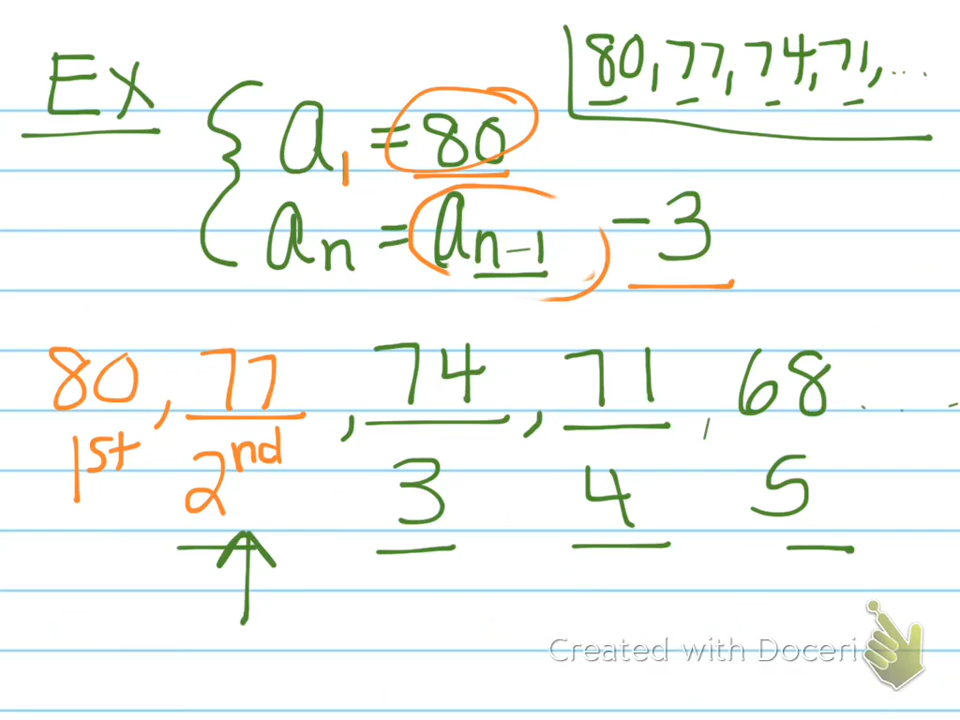 Ex
80, 77, 74, 71, ...
a1 = 80
an = an-1 - 3
80, 77, 74, 71, 68 ...
1st 2nd 3 4 5
Created with Doceri